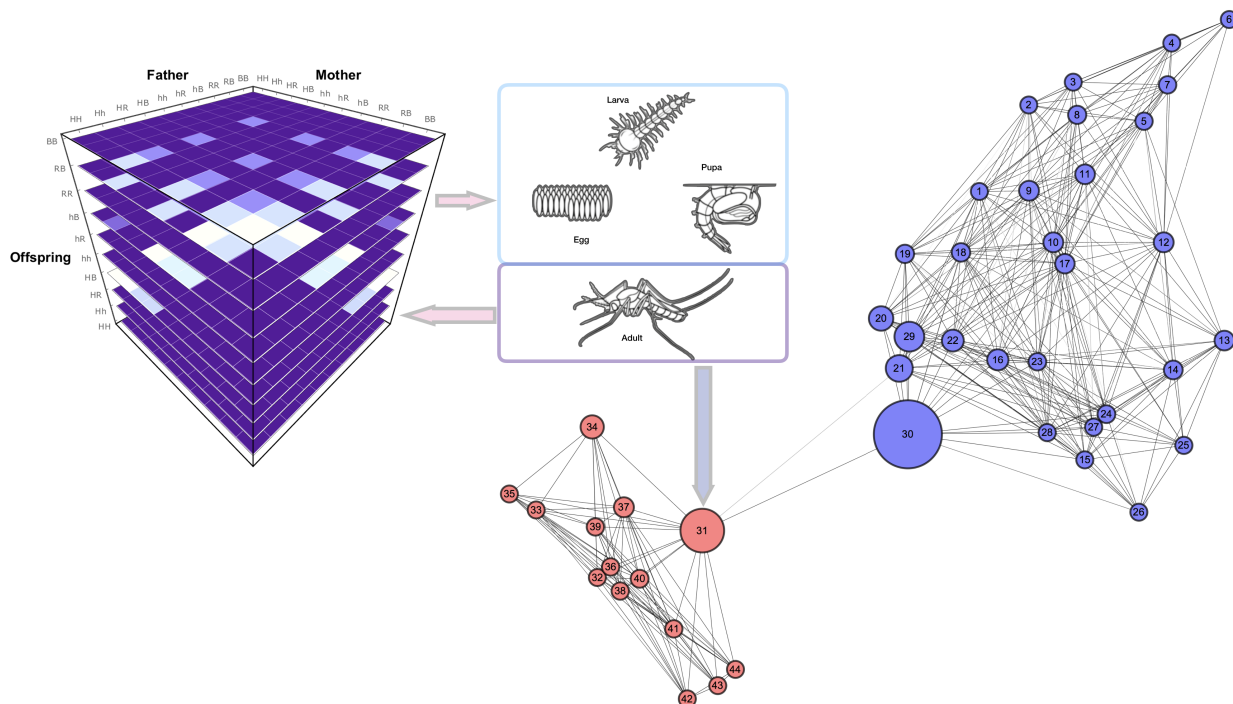 Father
Mother
HH Hh HR HB hh hR hB RR RB BB
HH Hh HR HB hh hR hB RR RB BB
Offspring
BB
RB
RR
hB
hR
hh
HB
HR
Hh
HH
Larva
Pupa
Egg
Adult
6
4
3
7
2
8
5
11
1
9
10
12
19
18
17
20
29
22
13
16
23
21
14
24
30
28
27
25
15
26
34
35
33
37
39
31
36
32
40
38
41
44
43
42